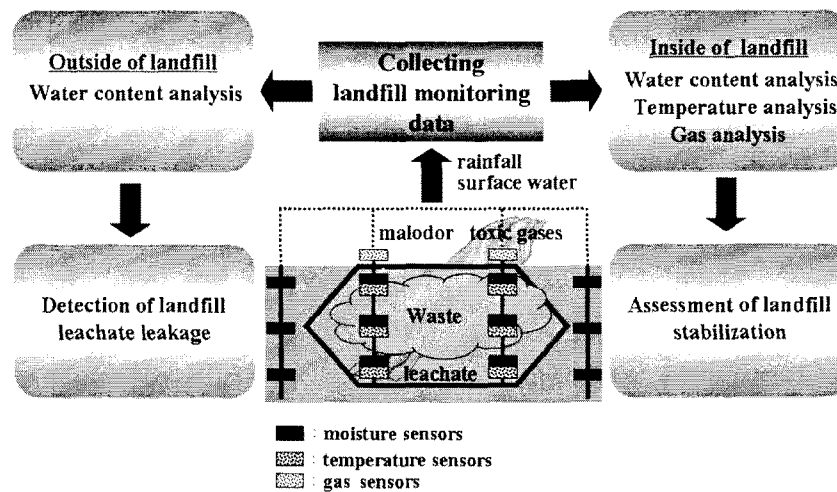 Outside of landfill
Water content analysis
Collecting
landfill monitoring
data
Inside of landfill
Water content analysis
Temperature analysis
Gas analysis
rainfall
surface water
malodor toxic gases
Detection of landfill
leachate leakage
Waste
leachate
Assessment of landfill
stabilization
: moisture sensors
: temperature sensors
: gas sensors